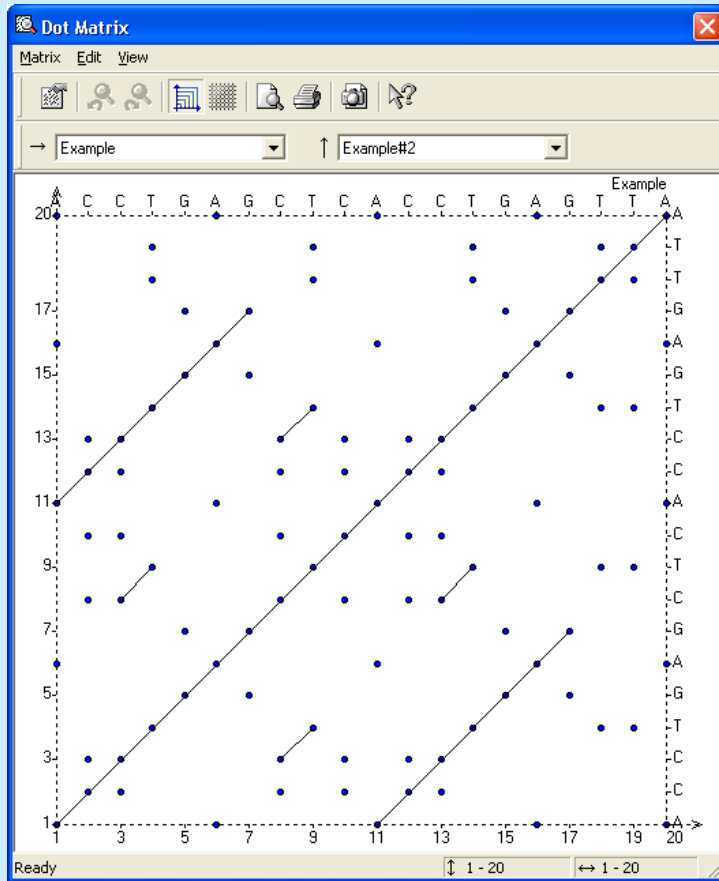 Dot Matrix
Matrix Edit View
→ Example ↑ Example#2
Example
A C C T G A G C T C A C C T G A G T T A
20 A
T
T
17 G
A
15 G
T
13 C
C
11 A
C
9 T
C
7 G
A
5 G
T
3 C
C
1 A
1 3 5 7 9 11 13 15 17 19 20
Ready 1 - 20 1 - 20